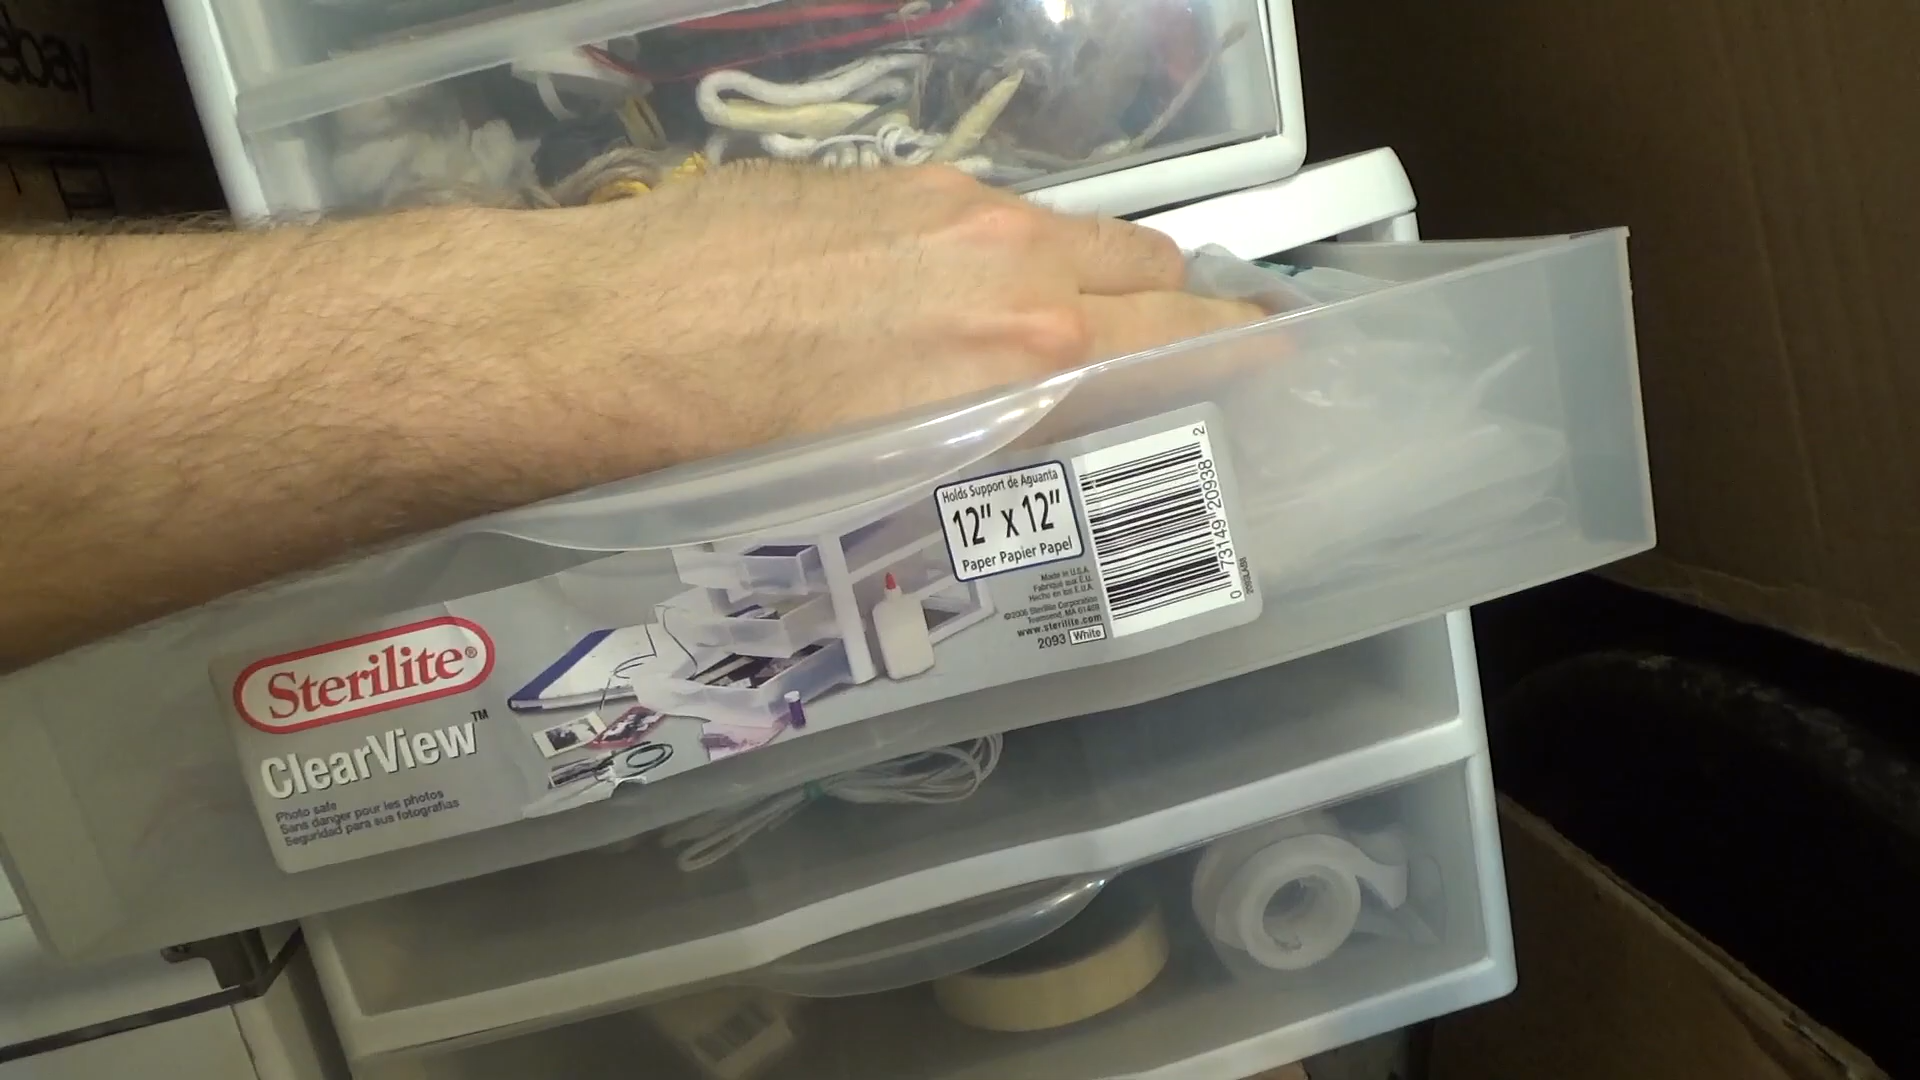 ebay
Holds Support de Aguanta
12" x 12"
Paper Papier Papel
Made in U.S.A.
Fabriqué aux É.U.
Hecho en los E.U.A.
©2006 Sterilite Corporation
Townsend, MA 01469
www.sterilite.com
2093 White
0 73149 20938 2
Sterilite®
ClearView™
Photo safe
Sans danger pour les photos
Seguridad para sus fotografías